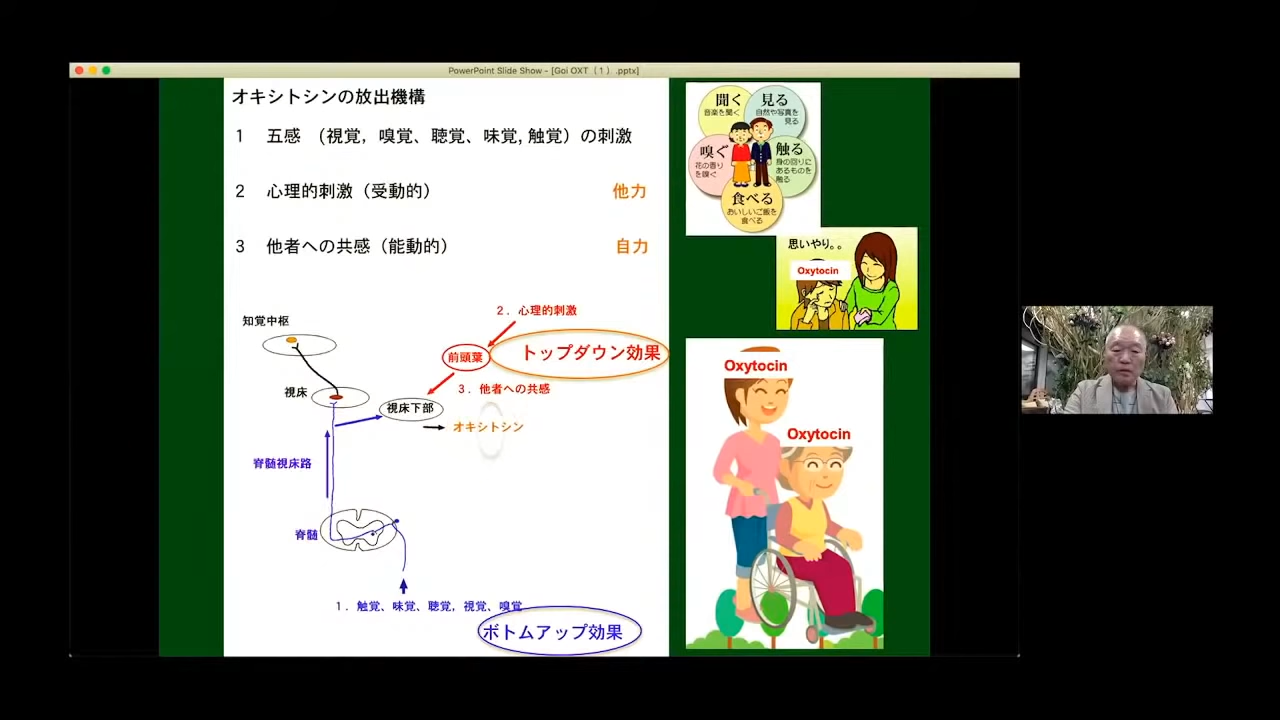 PowerPoint Slide Show - [Goi OXT（1）.pptx]
オキシトシンの放出機構
1 五感 （視覚，嗅覚、聴覚、味覚, 触覚）の刺激
2 心理的刺激（受動的） 他力
3 他者への共感（能動的） 自力
2．心理的刺激
知覚中枢
前頭葉
トップダウン効果
3．他者への共感
視床
視床下部
オキシトシン
脊髄視床路
脊髄
1．触覚、味覚、聴覚，視覚、嗅覚
ボトムアップ効果
聞く
音楽を聞く
見る
自然や写真を
見る
嗅ぐ
花の香り
を嗅ぐ
触る
身の回りに
あるものを
触る
食べる
おいしいご飯を
食べる
思いやり。。
Oxytocin
Oxytocin
Oxytocin